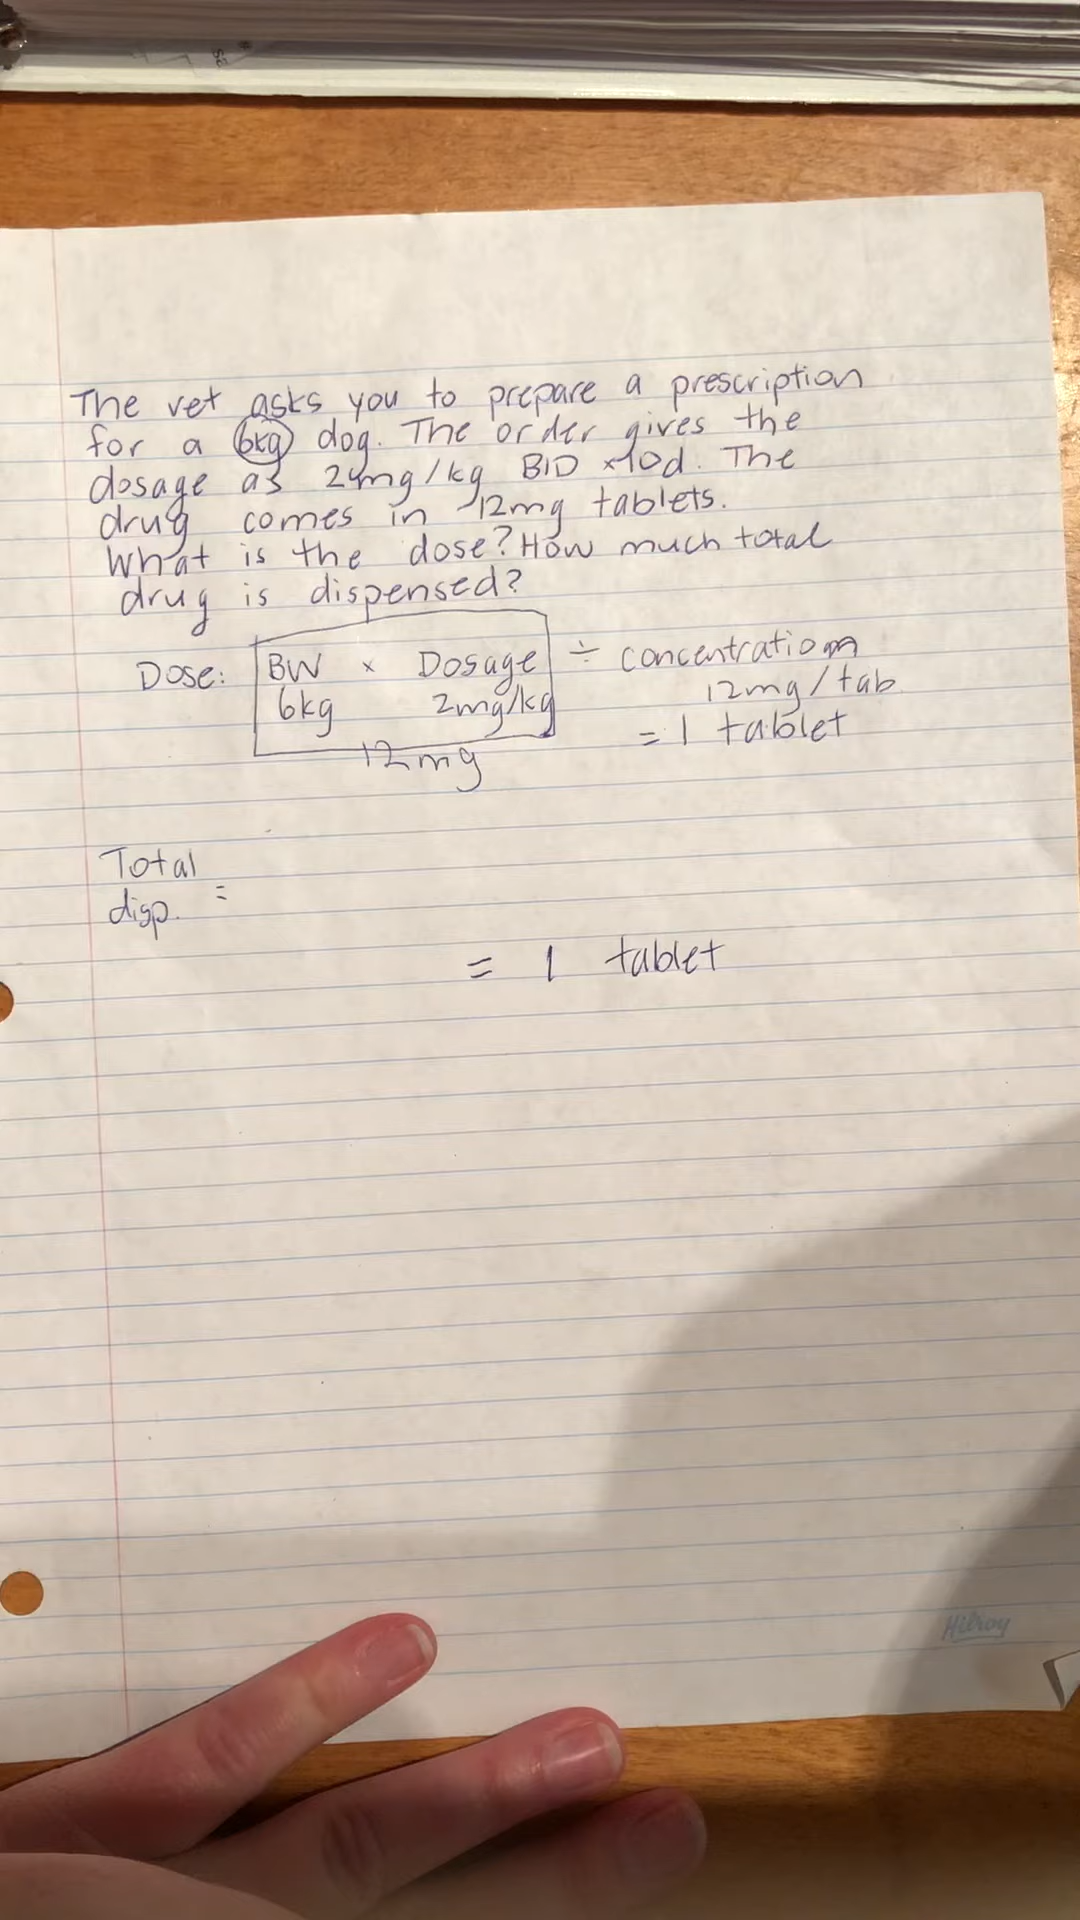 The vet asks you to prepare a prescription
for a 6kg dog. The order gives the
dosage as mg/kg BID x10d. The
drug comes in 12mg tablets.
What is the dose? How much total
drug is dispensed?
Dose: BW x Dosage ÷ concentration
6kg 2mg/kg 12mg/tab
12mg = 1 tablet
Total
disp. =
= 1 tablet
Hilroy